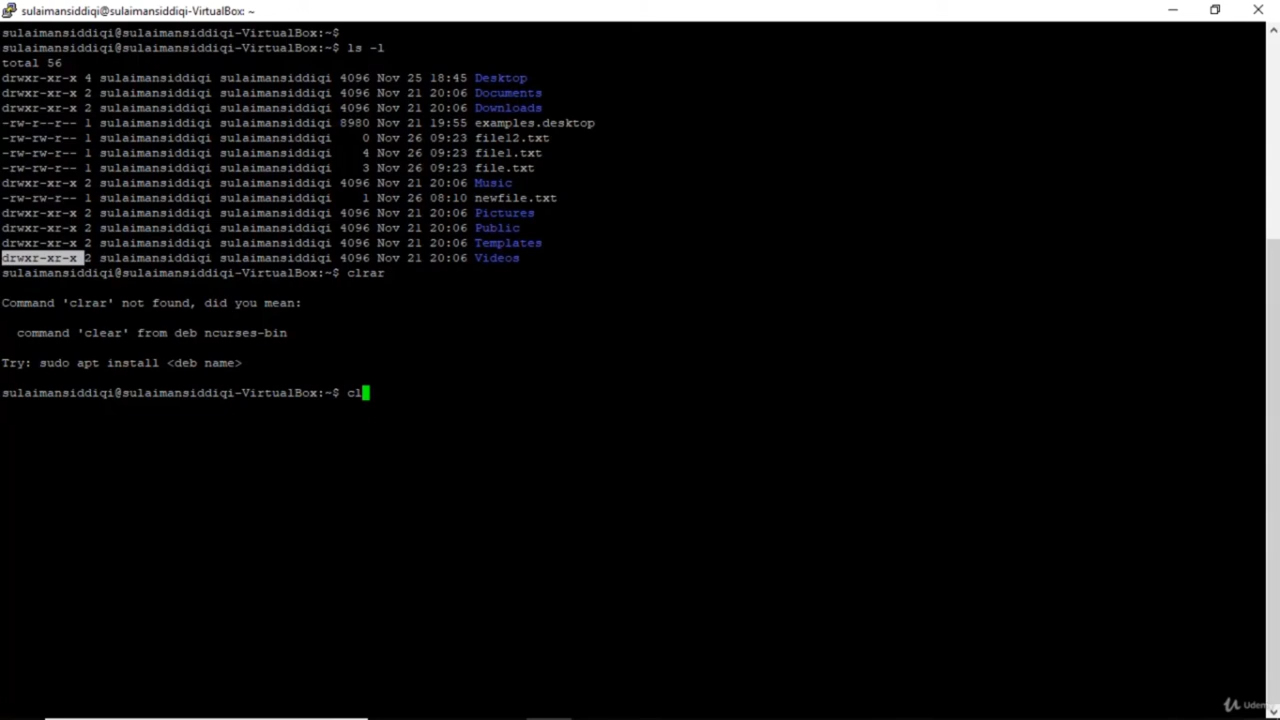 sulaimansiddiqi@sulaimansiddiqi-VirtualBox: ~
sulaimansiddiqi@sulaimansiddiqi-VirtualBox:~$
sulaimansiddiqi@sulaimansiddiqi-VirtualBox:~$ ls -l
total 56
drwxr-xr-x 4 sulaimansiddiqi sulaimansiddiqi 4096 Nov 25 18:45 Desktop
drwxr-xr-x 2 sulaimansiddiqi sulaimansiddiqi 4096 Nov 21 20:06 Documents
drwxr-xr-x 2 sulaimansiddiqi sulaimansiddiqi 4096 Nov 21 20:06 Downloads
-rw-r--r-- 1 sulaimansiddiqi sulaimansiddiqi 8980 Nov 21 19:55 examples.desktop
-rw-rw-r-- 1 sulaimansiddiqi sulaimansiddiqi    0 Nov 26 09:23 file12.txt
-rw-rw-r-- 1 sulaimansiddiqi sulaimansiddiqi    4 Nov 26 09:23 file1.txt
-rw-rw-r-- 1 sulaimansiddiqi sulaimansiddiqi    3 Nov 26 09:23 file.txt
drwxr-xr-x 2 sulaimansiddiqi sulaimansiddiqi 4096 Nov 21 20:06 Music
-rw-rw-r-- 1 sulaimansiddiqi sulaimansiddiqi    1 Nov 26 08:10 newfile.txt
drwxr-xr-x 2 sulaimansiddiqi sulaimansiddiqi 4096 Nov 21 20:06 Pictures
drwxr-xr-x 2 sulaimansiddiqi sulaimansiddiqi 4096 Nov 21 20:06 Public
drwxr-xr-x 2 sulaimansiddiqi sulaimansiddiqi 4096 Nov 21 20:06 Templates
drwxr-xr-x 2 sulaimansiddiqi sulaimansiddiqi 4096 Nov 21 20:06 Videos
sulaimansiddiqi@sulaimansiddiqi-VirtualBox:~$ clrar
Command 'clrar' not found, did you mean:
command 'clear' from deb ncurses-bin
Try: sudo apt install <deb name>
sulaimansiddiqi@sulaimansiddiqi-VirtualBox:~$ cl